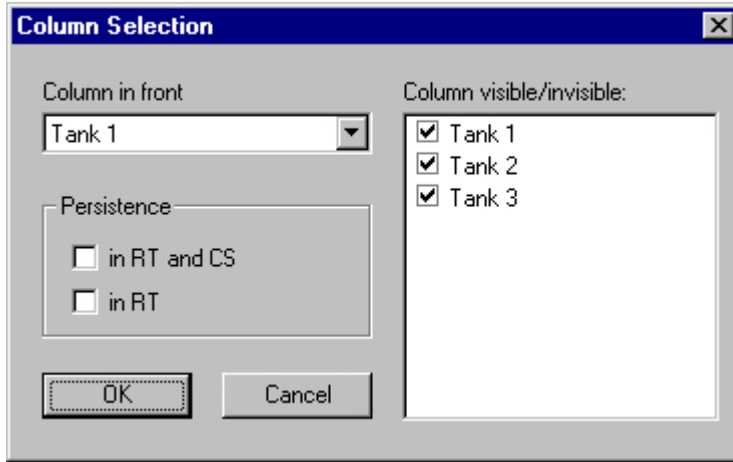 Column Selection
Column in front
Tank 1
Persistence
in RT and CS
in RT
OK
Cancel
Column visible/invisible:
Tank 1
Tank 2
Tank 3